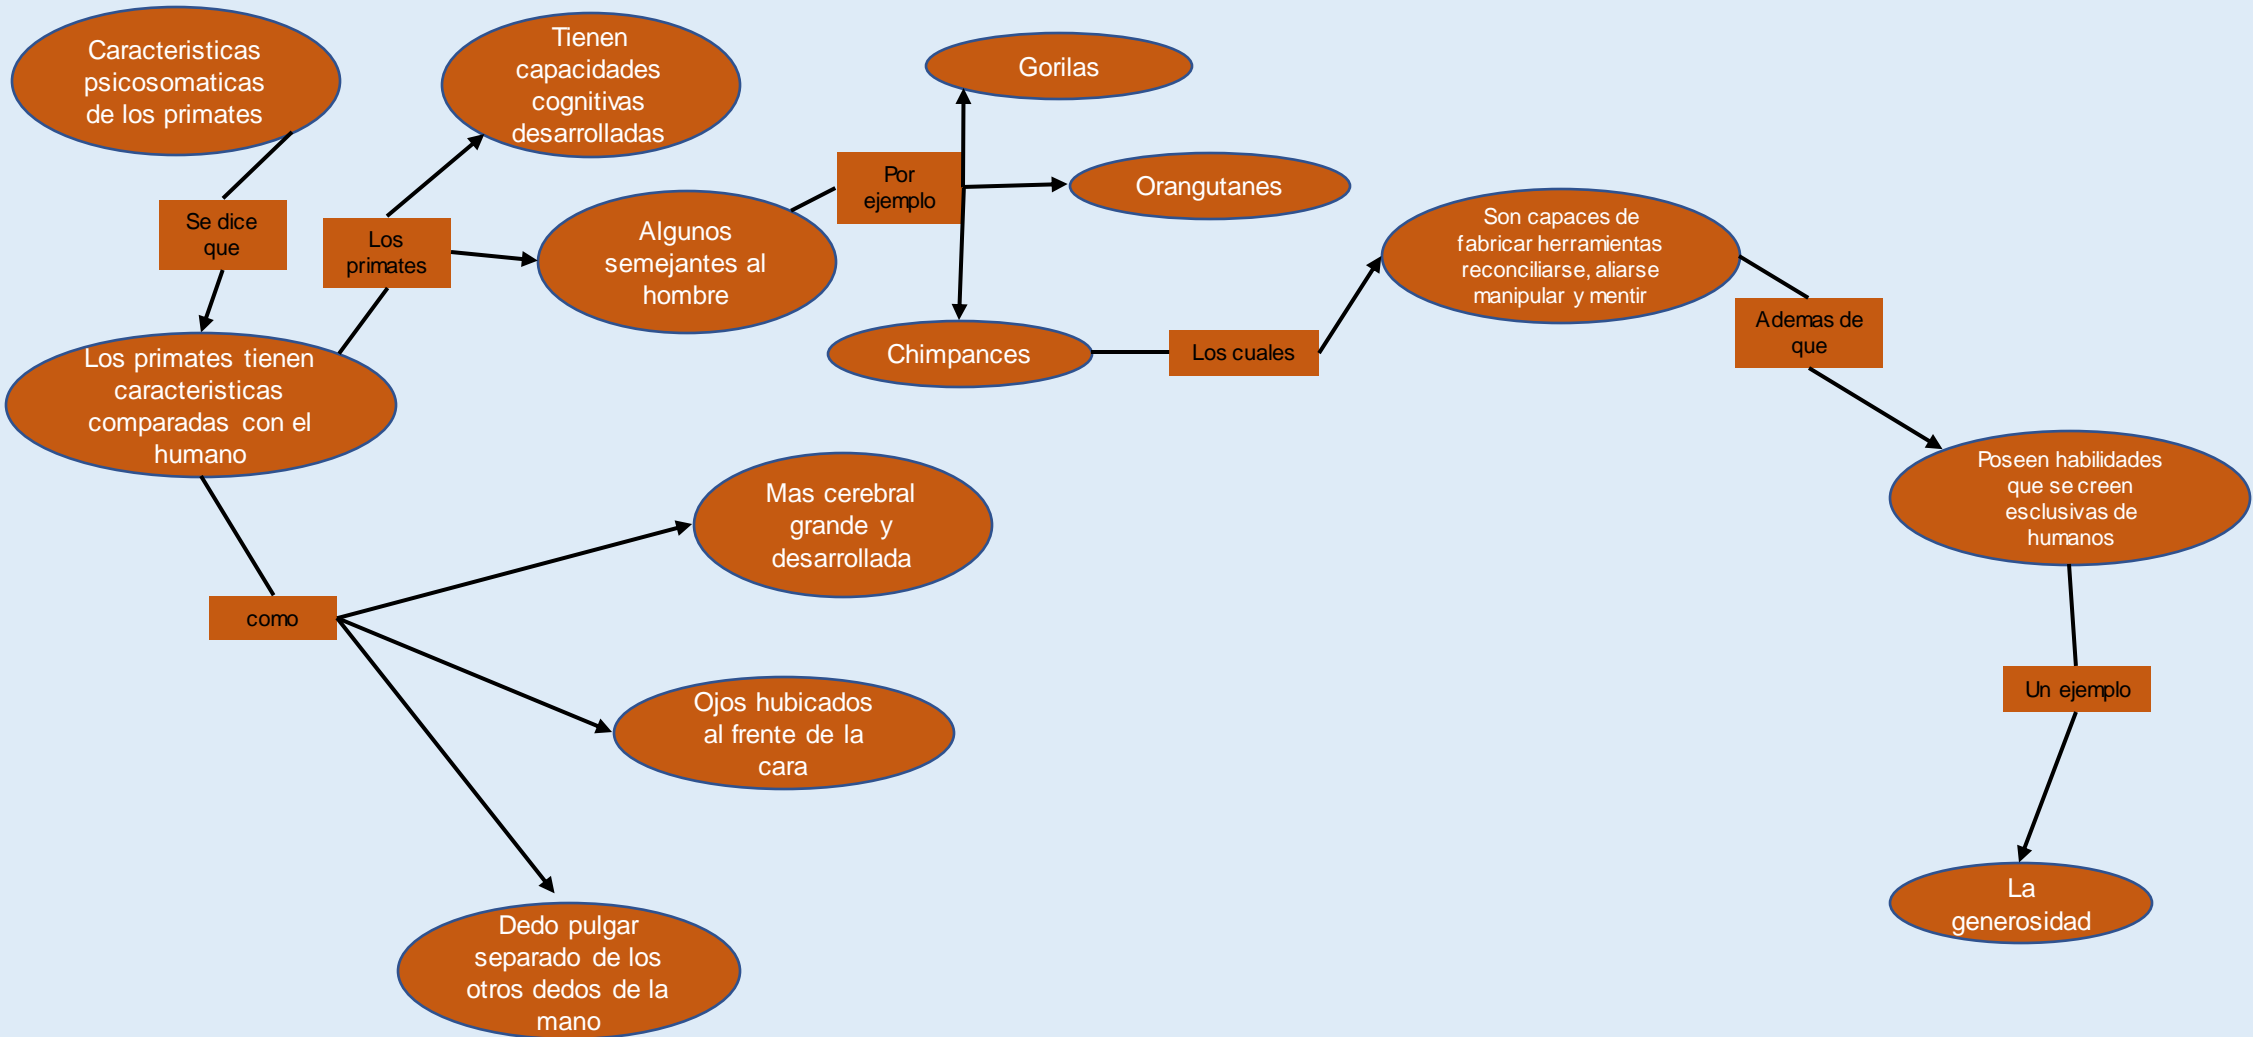 Caracteristicas
psicosomaticas
de los primates
Se dice
que
Los primates tienen
caracteristicas
comparadas con el
humano
Los
primates
Tienen
capacidades
cognitivas
desarrolladas
Algunos
semejantes al
hombre
Por
ejemplo
Gorilas
Orangutanes
Chimpances
Los cuales
Son capaces de
fabricar herramientas
reconciliarse, aliarse
manipular y mentir
Ademas de
que
Poseen habilidades
que se creen
esclusivas de
humanos
Un ejemplo
La
generosidad
como
Mas cerebral
grande y
desarrollada
Ojos hubicados
al frente de la
cara
Dedo pulgar
separado de los
otros dedos de la
mano